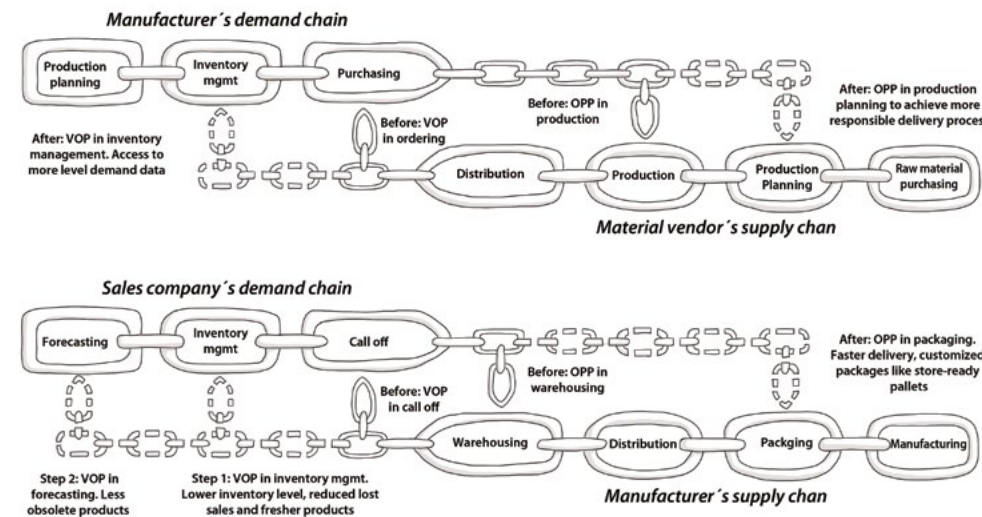 Manufacturer´s demand chain
Production
planning
Inventory
mgmt
Purchasing
After: VOP in inventory
management. Access to
more level demand data
Before: VOP
in ordering
Before: OPP in
production
After: OPP in production
planning to achieve more
responsible delivery proces
Distribution
Production
Production
Planning
Raw material
purchasing
Material vendor´s supply chan
Sales company´s demand chain
Forecasting
Inventory
mgmt
Call off
Before: VOP
in call off
Before: OPP in
warehousing
After: OPP in packaging.
Faster delivery, customized
packages like store-ready
pallets
Warehousing
Distribution
Packging
Manufacturing
Step 2: VOP in
forecasting. Less
obsolete products
Step 1: VOP in inventory mgmt.
Lower inventory level, reduced lost
sales and fresher products
Manufacturer´s supply chan